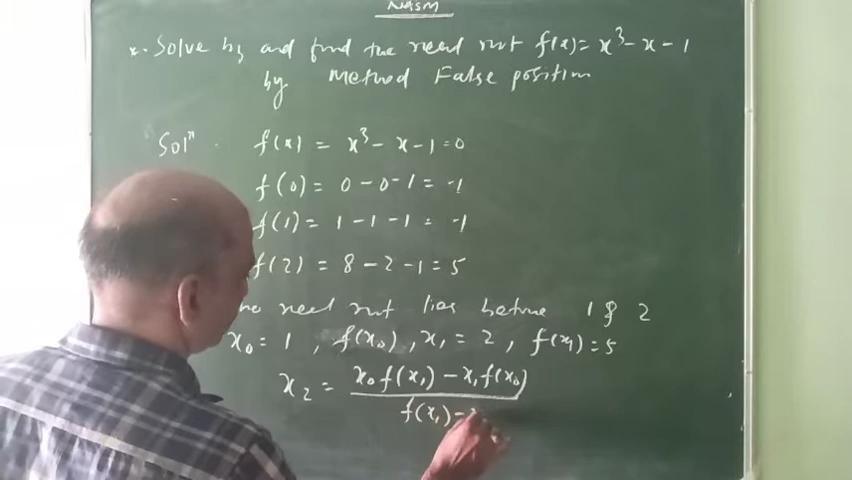 NASM
*. Solve by and find the real root f(x) = x³ - x - 1
by Method False position
Solⁿ. f(x) = x³ - x - 1 = 0
f(0) = 0 - 0 - 1 = -1
f(1) = 1 - 1 - 1 = -1
f(2) = 8 - 2 - 1 = 5
real root lies between 1 & 2
x₀ = 1 , f(x₀) , x₁ = 2 , f(x₁) = 5
x₂ = x₀ f(x₁) - x₁ f(x₀)
f(x₁) -